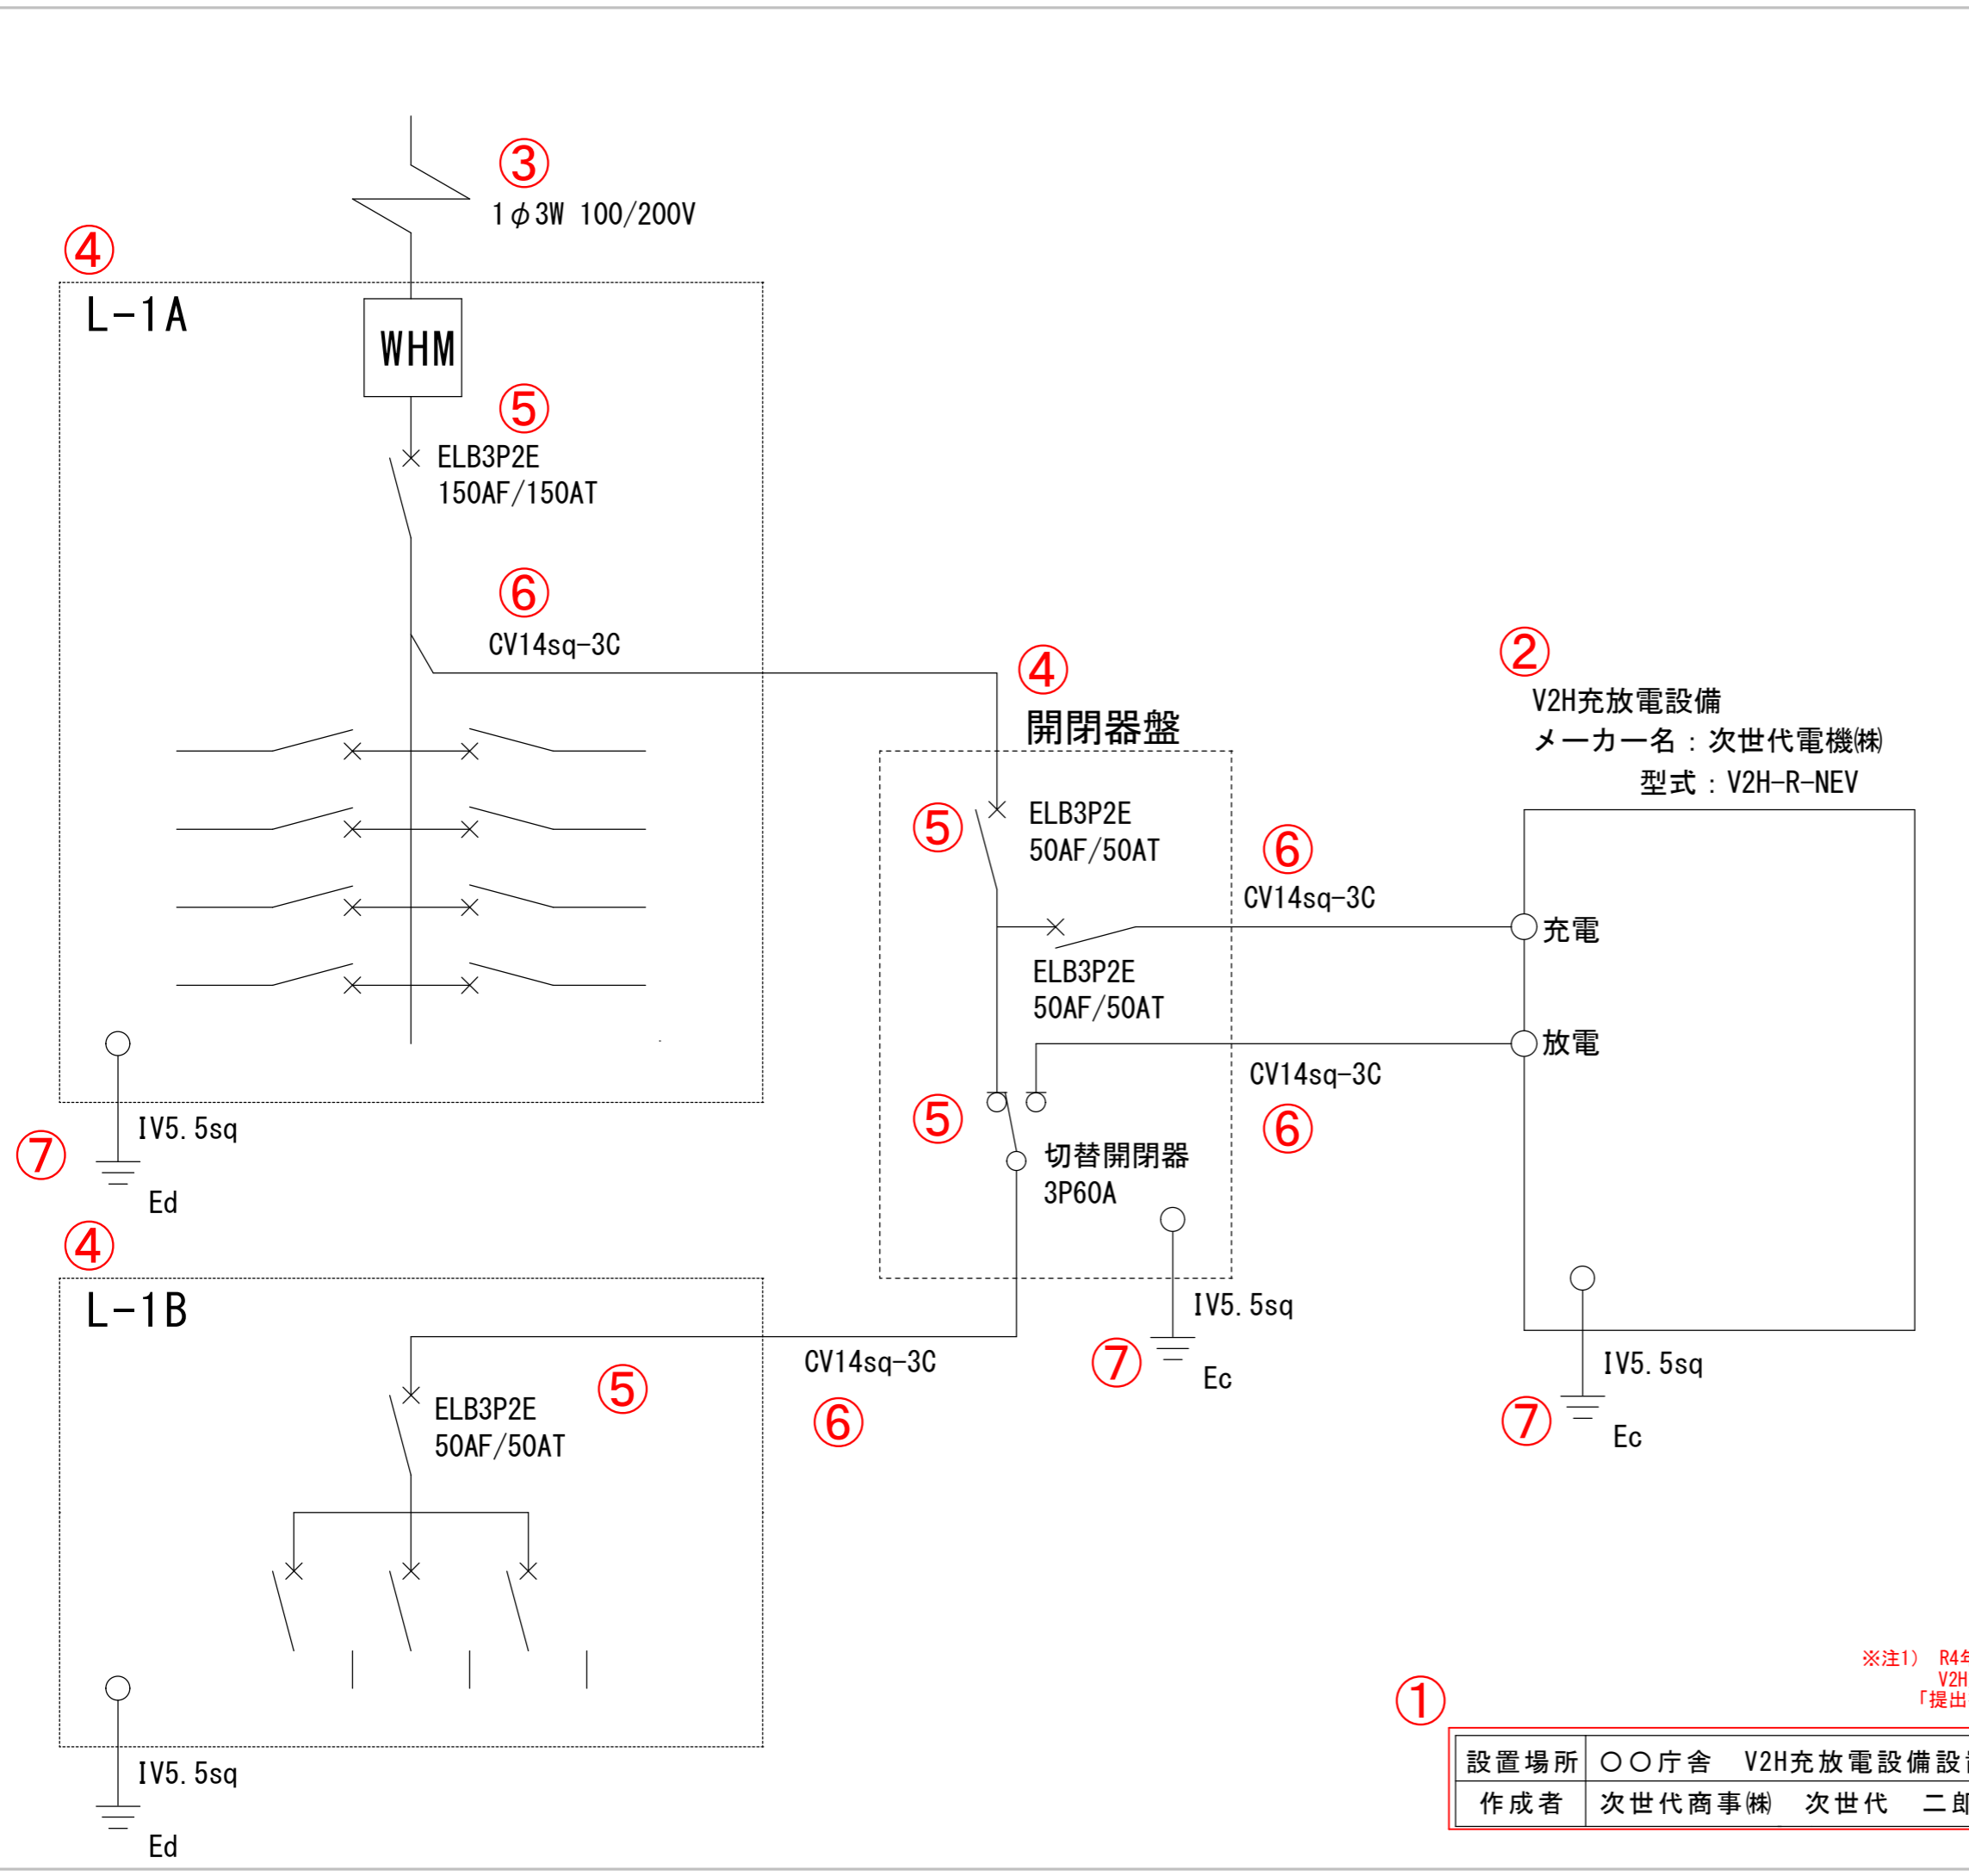 ③
1φ3W 100/200V
④
L-1A
WHM
⑤
ELB3P2E
150AF/150AT
⑥
CV14sq-3C
④
開閉器盤
②
V2H充放電設備
メーカー名：次世代電機㈱
型式：V2H-R-NEV
⑤
ELB3P2E
50AF/50AT
⑥
CV14sq-3C
充電
ELB3P2E
50AF/50AT
放電
CV14sq-3C
⑥
⑤
切替開閉器
3P60A
IV5.5sq
⑦
Ed
④
L-1B
IV5.5sq
⑦
Ec
CV14sq-3C
⑥
⑤
ELB3P2E
50AF/50AT
IV5.5sq
⑦
Ec
IV5.5sq
Ed
※注1） R4
V2H
「提出
①
設置場所 〇〇庁舎 V2H充放電設備設
作成者 次世代商事㈱ 次世代 二郎